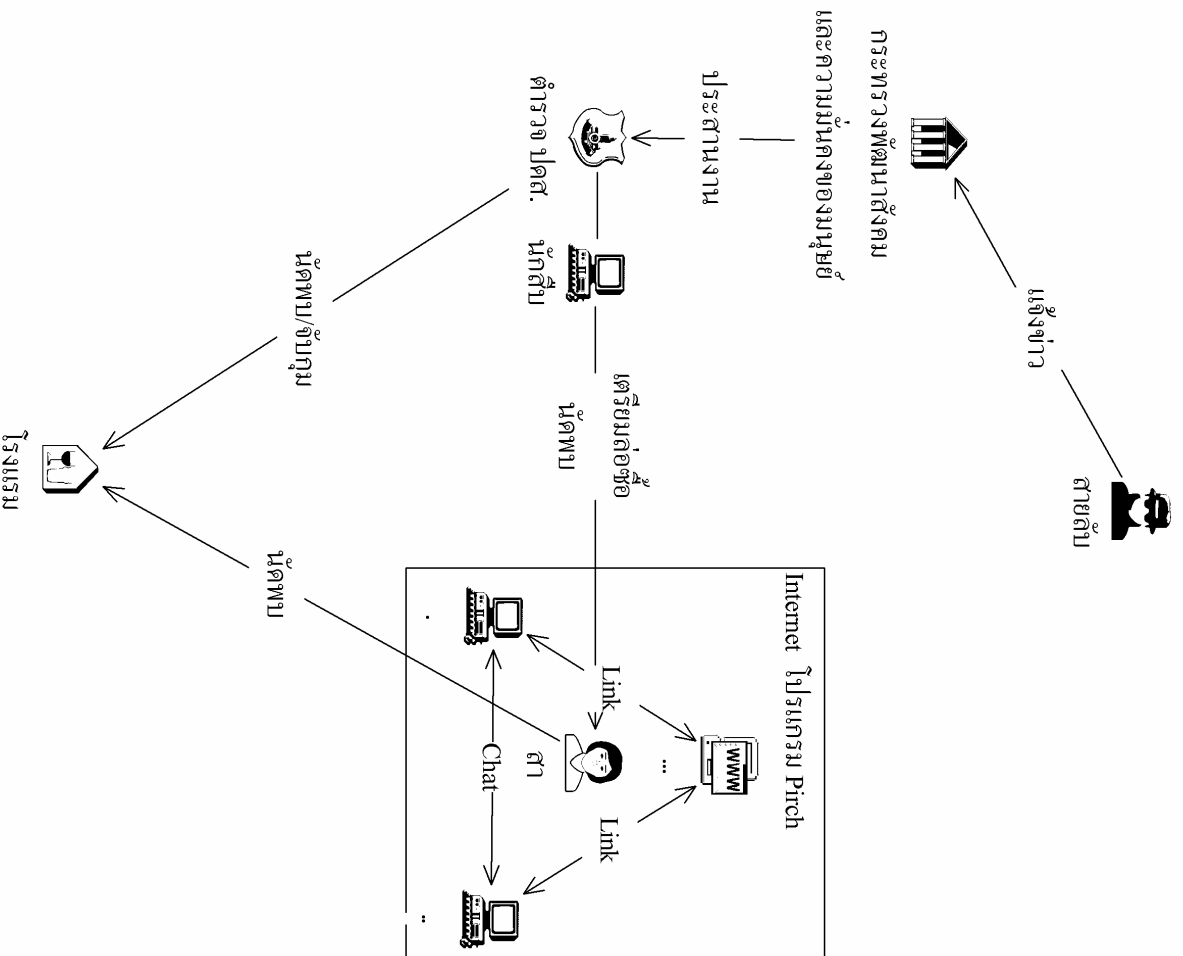 สายลับ
แจ้งข่าว
กระทรวงพัฒนาสังคม
และความมั่นคงของมนุษย์
ประสานงาน
ตำรวจ ปดส.
นักสืบ
เตรียมล่อซื้อ
นัดพบ
นัดพบ/จับกุม
นัดพบ
โรงแรม
Internet โปรแกรม Pirch
WWW
...
Link
Link
สา
Chat
.
..